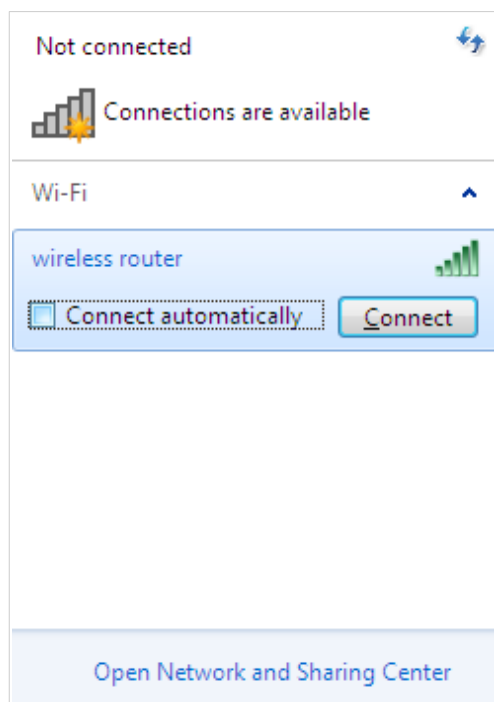 Not connected
Connections are available
Wi-Fi
wireless router
Connect automatically
Connect
Open Network and Sharing Center